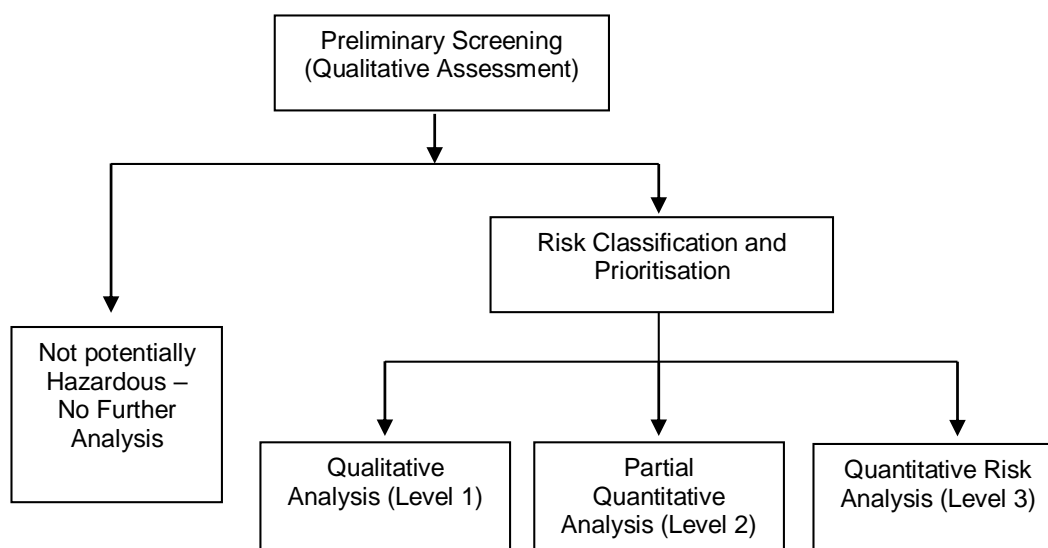 Preliminary Screening
(Qualitative Assessment)
Risk Classification and
Prioritisation
Not potentially
Hazardous –
No Further
Analysis
Qualitative
Analysis (Level 1)
Partial
Quantitative
Analysis (Level 2)
Quantitative Risk
Analysis (Level 3)